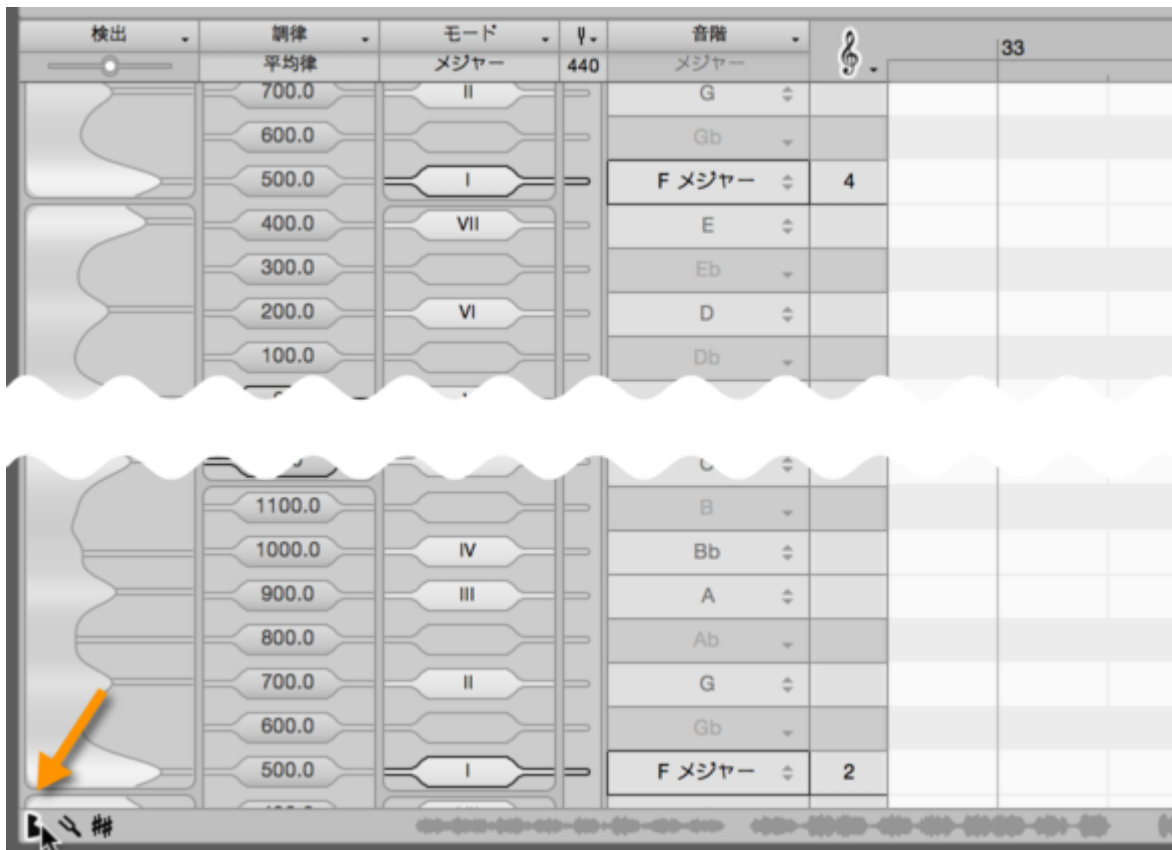 検出 調律 モード 音階 33
平均律 メジャー 440 メジャー
700.0 II G
600.0 Gb
500.0 I F メジャー 4
400.0 VII E
300.0 Eb
200.0 VI D
100.0 Db
C
1100.0 B
1000.0 IV Bb
900.0 III A
800.0 Ab
700.0 II G
600.0 Gb
500.0 I F メジャー 2